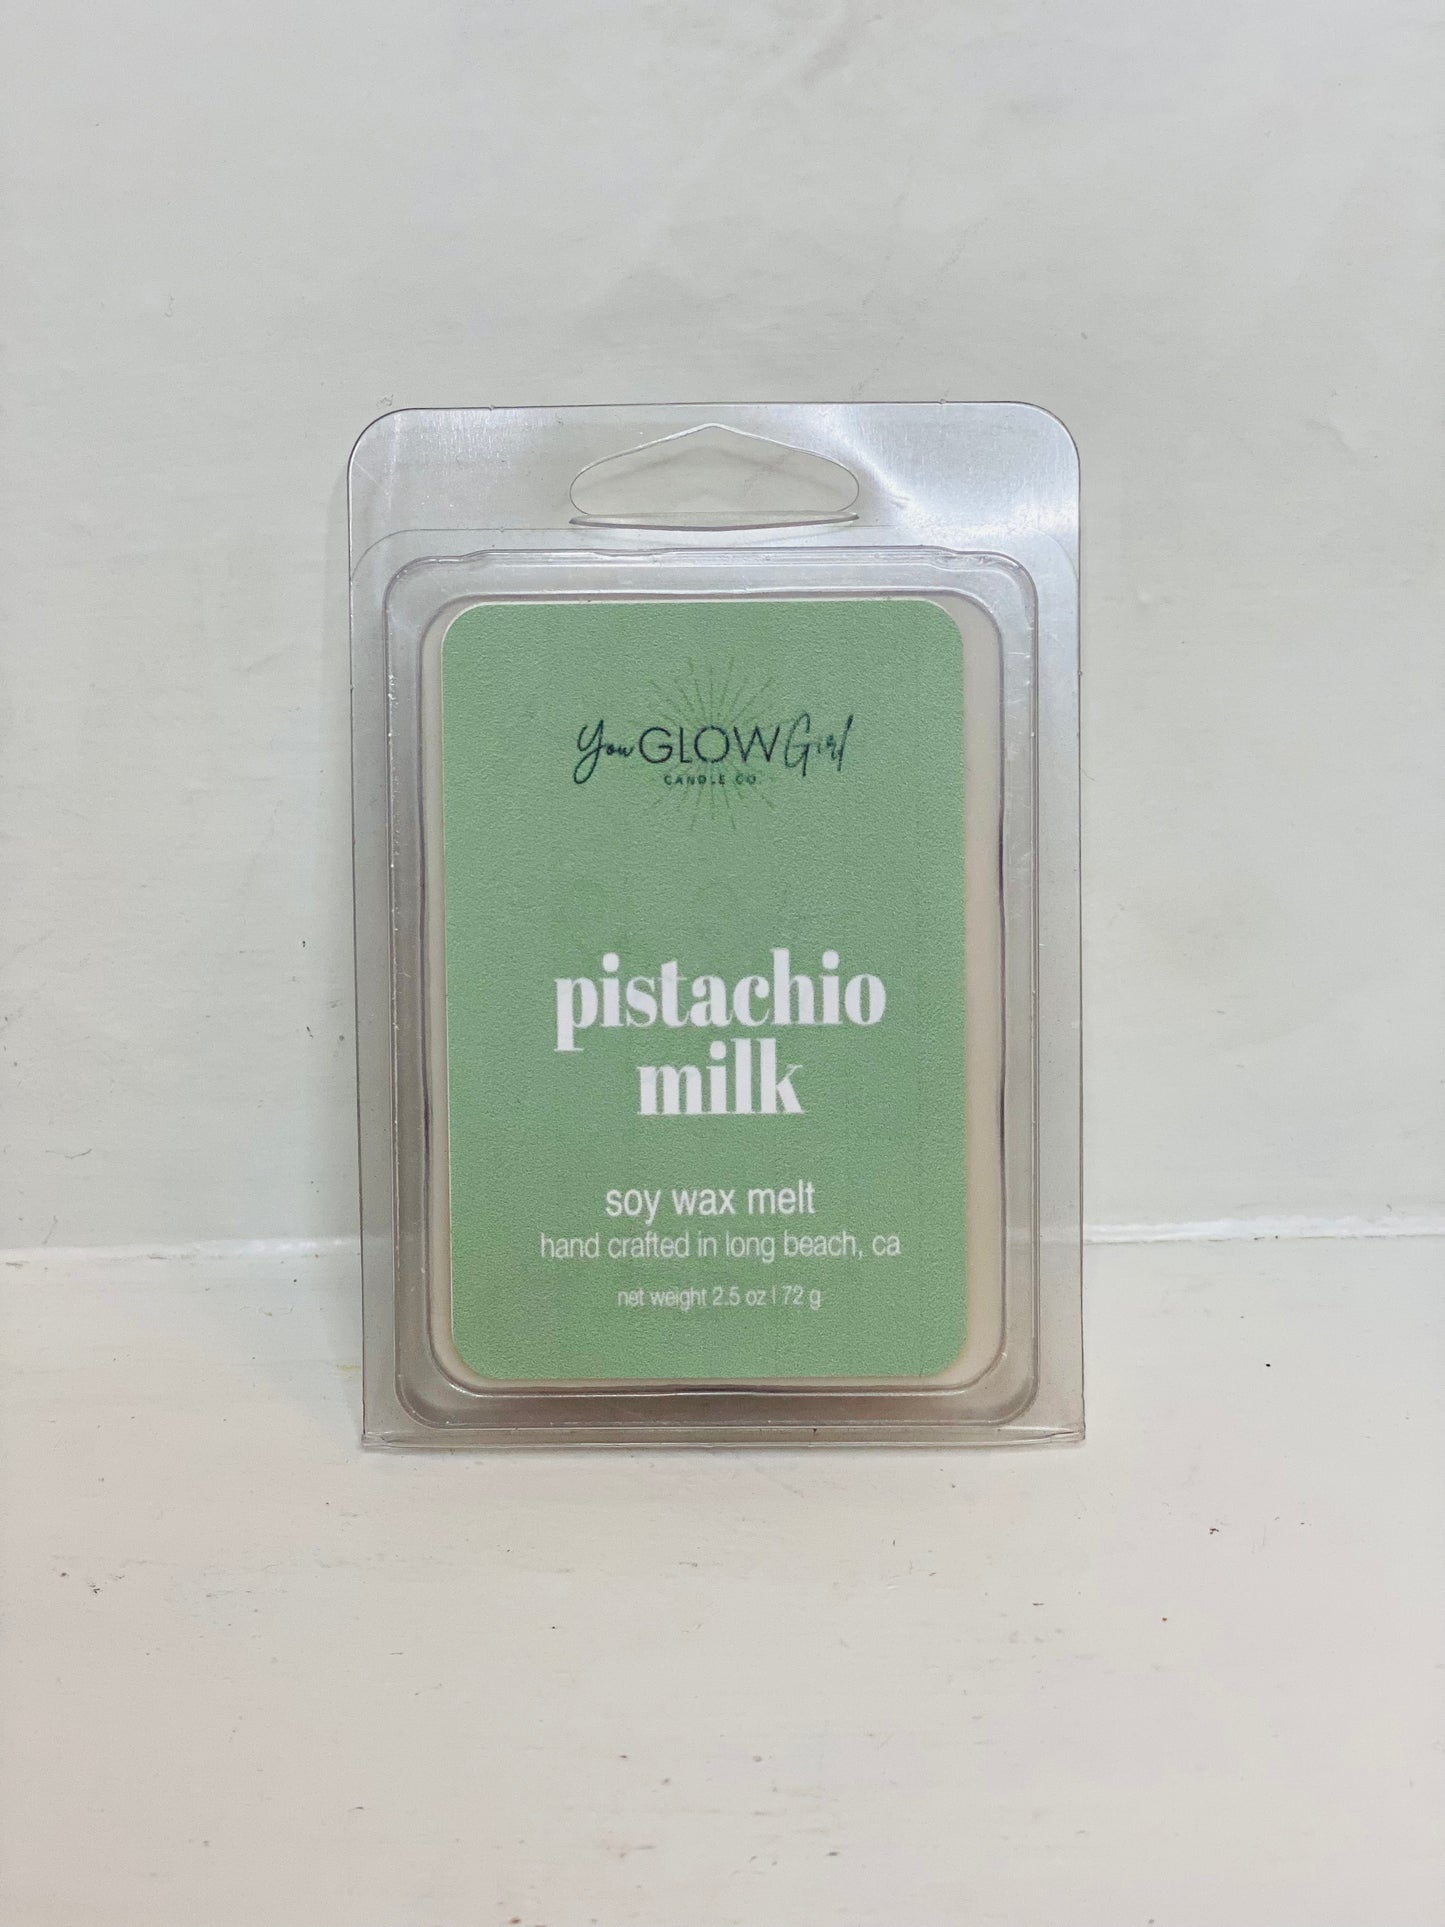 You GLOW Girl
CANDLE CO.
pistachio
milk
soy wax melt
hand crafted in long beach, ca
net weight 2.5 oz | 72 g